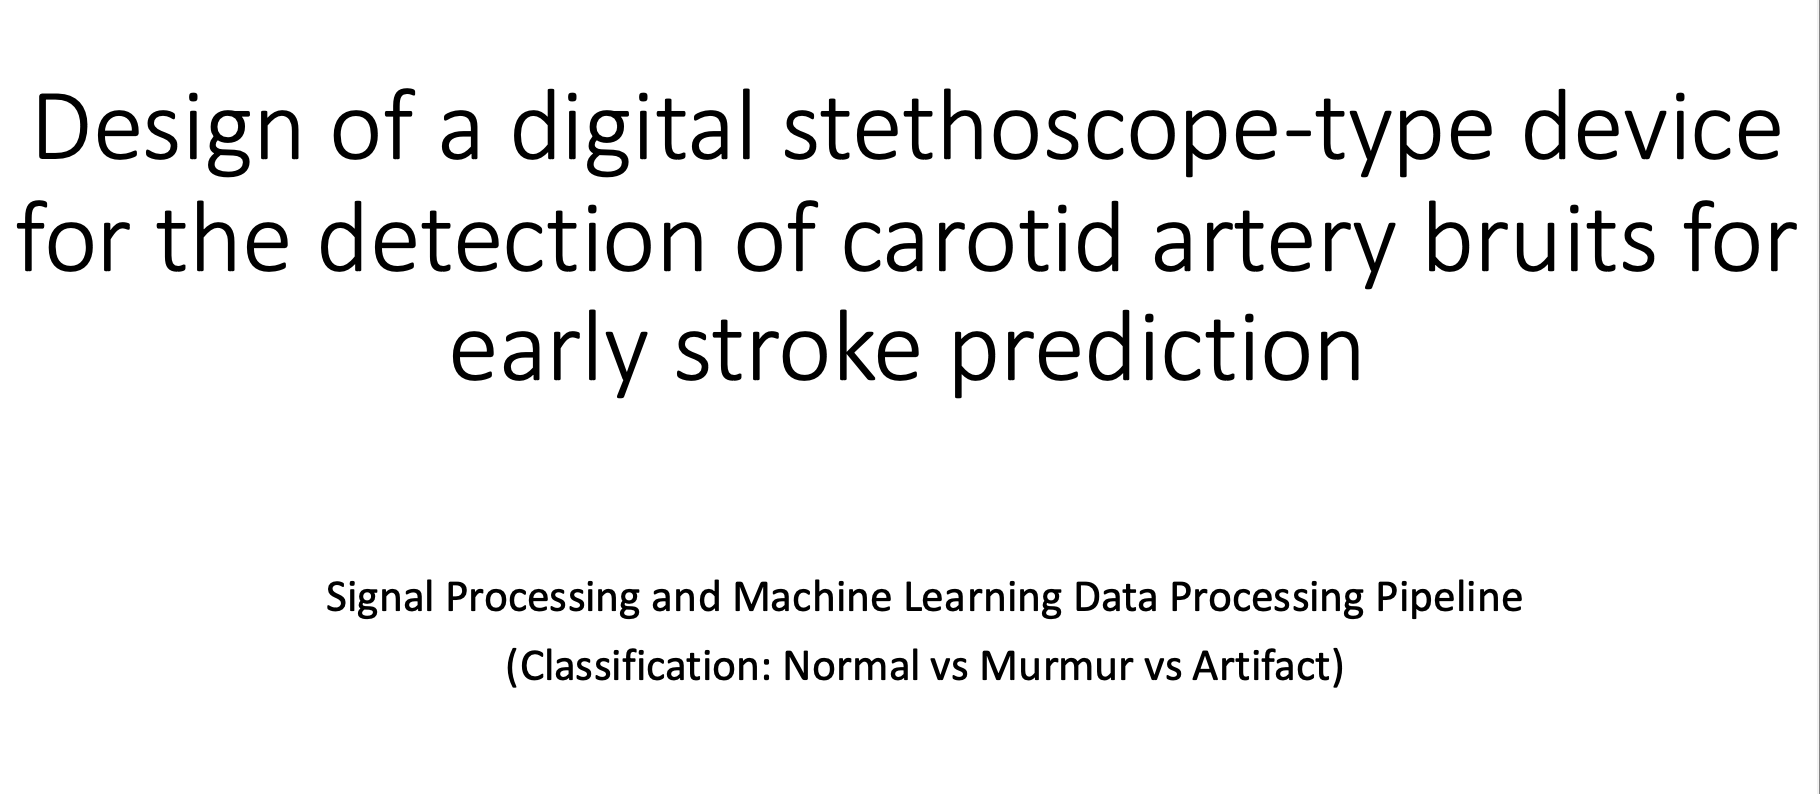 Design of a digital stethoscope-type device
for the detection of carotid artery bruits for
early stroke prediction
Signal Processing and Machine Learning Data Processing Pipeline
(Classification: Normal vs Murmur vs Artifact)